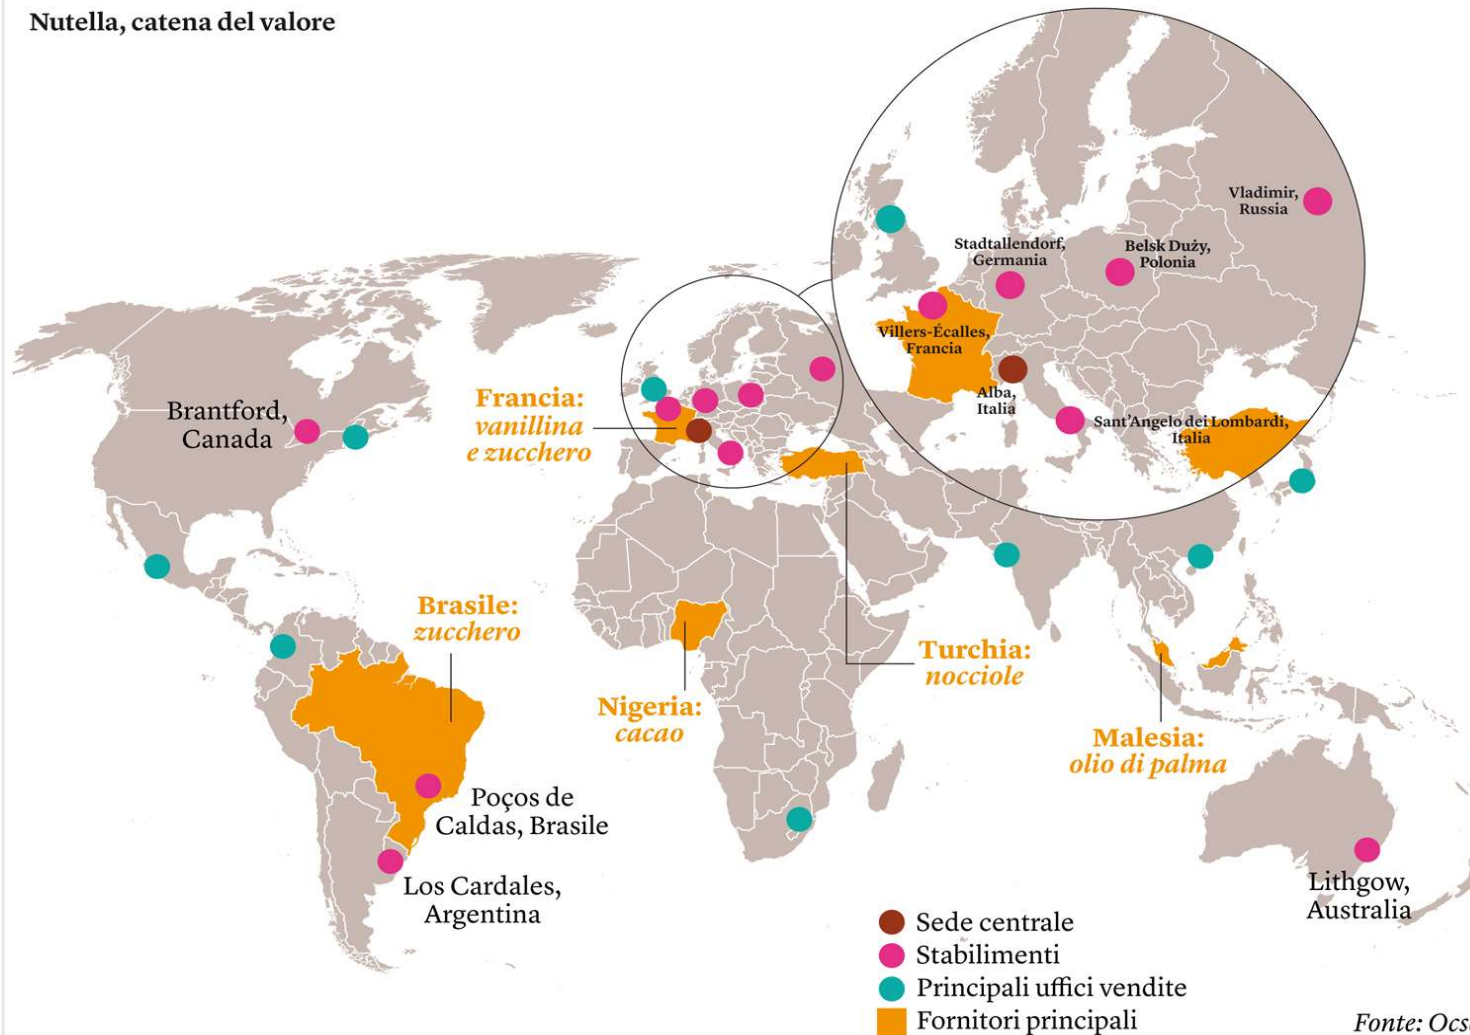 Nutella, catena del valore
Vladimir,
Russia
Stadtallendorf,
Germania
Belsk Duży,
Polonia
Villers-Écalles,
Francia
Alba,
Italia
Sant'Angelo dei Lombardi,
Italia
Brantford,
Canada
Francia:
vanillina
e zucchero
Brasile:
zucchero
Nigeria:
cacao
Turchia:
nocciole
Malesia:
olio di palma
Poços de
Caldas, Brasile
Los Cardales,
Argentina
Lithgow,
Australia
Sede centrale
Stabilimenti
Principali uffici vendite
Fornitori principali
Fonte: Ocs